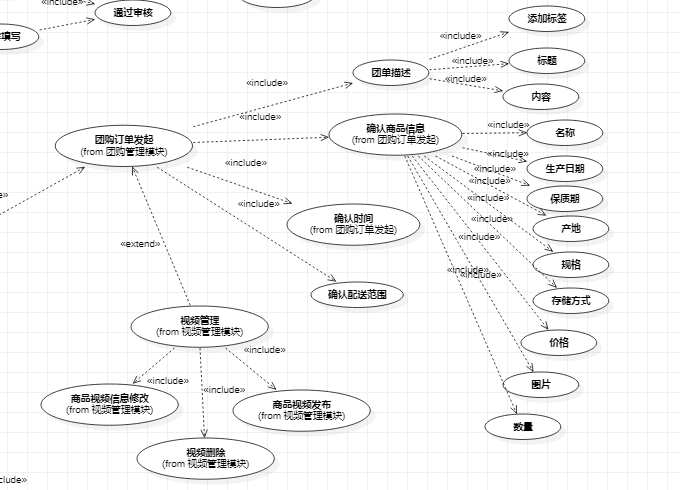 «include»
通过审核
填写
添加标签
«include»
标题
«include»
团单描述
«include»
«include»
内容
«include»
确认商品信息
(from 团购订单发起)
«include»
名称
团购订单发起
(from 团购管理模块)
«include»
«include»
生产日期
«include»
«include»
保质期
«include»
«include»
确认时间
(from 团购订单发起)
«include»
产地
«include»
«extend»
规格
«include»
«include»
确认配送范围
存储方式
视频管理
(from 视频管理模块)
价格
«include»
«include»
«include»
图片
商品视频信息修改
(from 视频管理模块)
商品视频发布
(from 视频管理模块)
数量
视频删除
(from 视频管理模块)
include»